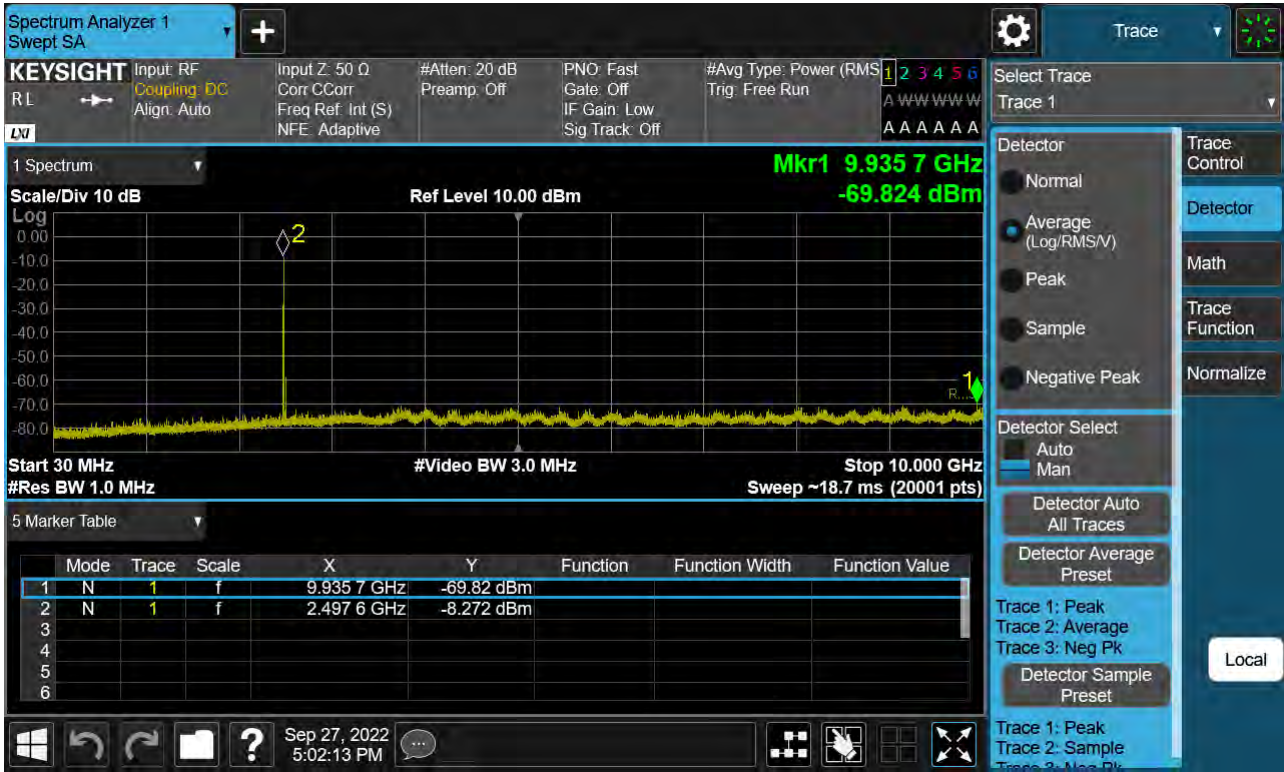 Spectrum Analyzer 1
Swept SA
Trace
KEYSIGHT
RL
LXI
Input: RF
Coupling: DC
Align: Auto
Input Z: 50 Ω
Corr CCorr
Freq Ref: Int (S)
NFE: Adaptive
#Atten: 20 dB
Preamp: Off
PNO: Fast
Gate: Off
IF Gain: Low
Sig Track: Off
#Avg Type: Power (RMS
Trig: Free Run
1 2 3 4 5 6
A W W W W W
A A A A A A
Select Trace
Trace 1
1 Spectrum
Mkr1 9.935 7 GHz
Scale/Div 10 dB
Ref Level 10.00 dBm
-69.824 dBm
Log
0.00
-10.0
-20.0
-30.0
-40.0
-50.0
-60.0
-70.0
-80.0
2
1
Start 30 MHz
#Video BW 3.0 MHz
Stop 10.000 GHz
#Res BW 1.0 MHz
Sweep ~18.7 ms (20001 pts)
5 Marker Table
Mode Trace Scale X Y Function Function Width Function Value
1 N 1 f 9.935 7 GHz -69.82 dBm
2 N 1 f 2.497 6 GHz -8.272 dBm
3
4
5
6
Detector
Normal
Average
(Log/RMS/V)
Peak
Sample
Negative Peak
Detector Select
Auto
Man
Detector Auto
All Traces
Detector Average
Preset
Trace 1: Peak
Trace 2: Average
Trace 3: Neg Pk
Detector Sample
Preset
Trace 1: Peak
Trace 2: Sample
Trace 3: Neg Pk
Trace
Control
Detector
Math
Trace
Function
Normalize
Local
?
Sep 27, 2022
5:02:13 PM